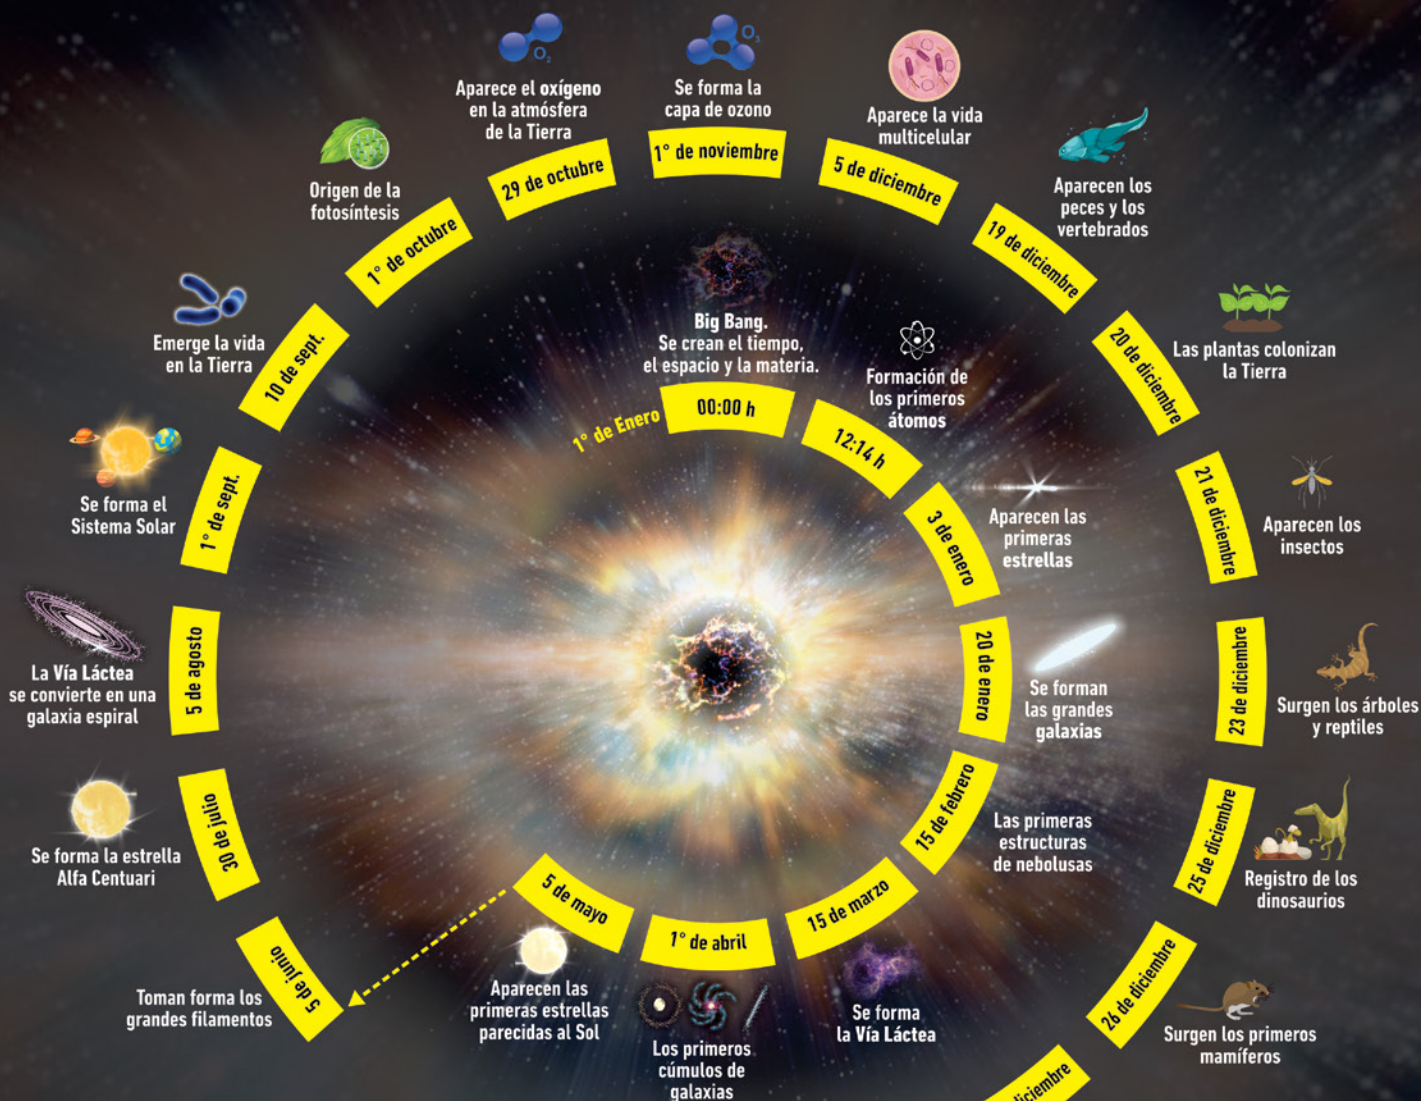 1° de Enero
00:00 h
Big Bang.
Se crean el tiempo,
el espacio y la materia.
12:14 h
Formación de
los primeros
átomos
3 de enero
Aparecen las
primeras
estrellas
20 de enero
Se forman
las grandes
galaxias
15 de febrero
Las primeras
estructuras
de nebolusas
15 de marzo
Se forma
la Vía Láctea
1° de abril
Los primeros
cúmulos de
galaxias
5 de mayo
Aparecen las
primeras estrellas
parecidas al Sol
5 de junio
Toman forma los
grandes filamentos
30 de julio
Se forma la estrella
Alfa Centuari
5 de agosto
La Vía Láctea
se convierte en una
galaxia espiral
1° de sept.
Se forma el
Sistema Solar
10 de sept.
Emerge la vida
en la Tierra
1° de octubre
Origen de la
fotosíntesis
29 de octubre
O₂
Aparece el oxígeno
en la atmósfera
de la Tierra
1° de noviembre
O₃
Se forma la
capa de ozono
5 de diciembre
Aparece la vida
multicelular
19 de diciembre
Aparecen los
peces y los
vertebrados
20 de diciembre
Las plantas colonizan
la Tierra
21 de diciembre
Aparecen los
insectos
23 de diciembre
Surgen los árboles
y reptiles
25 de diciembre
Registro de los
dinosaurios
26 de diciembre
Surgen los primeros
mamíferos
diciembre